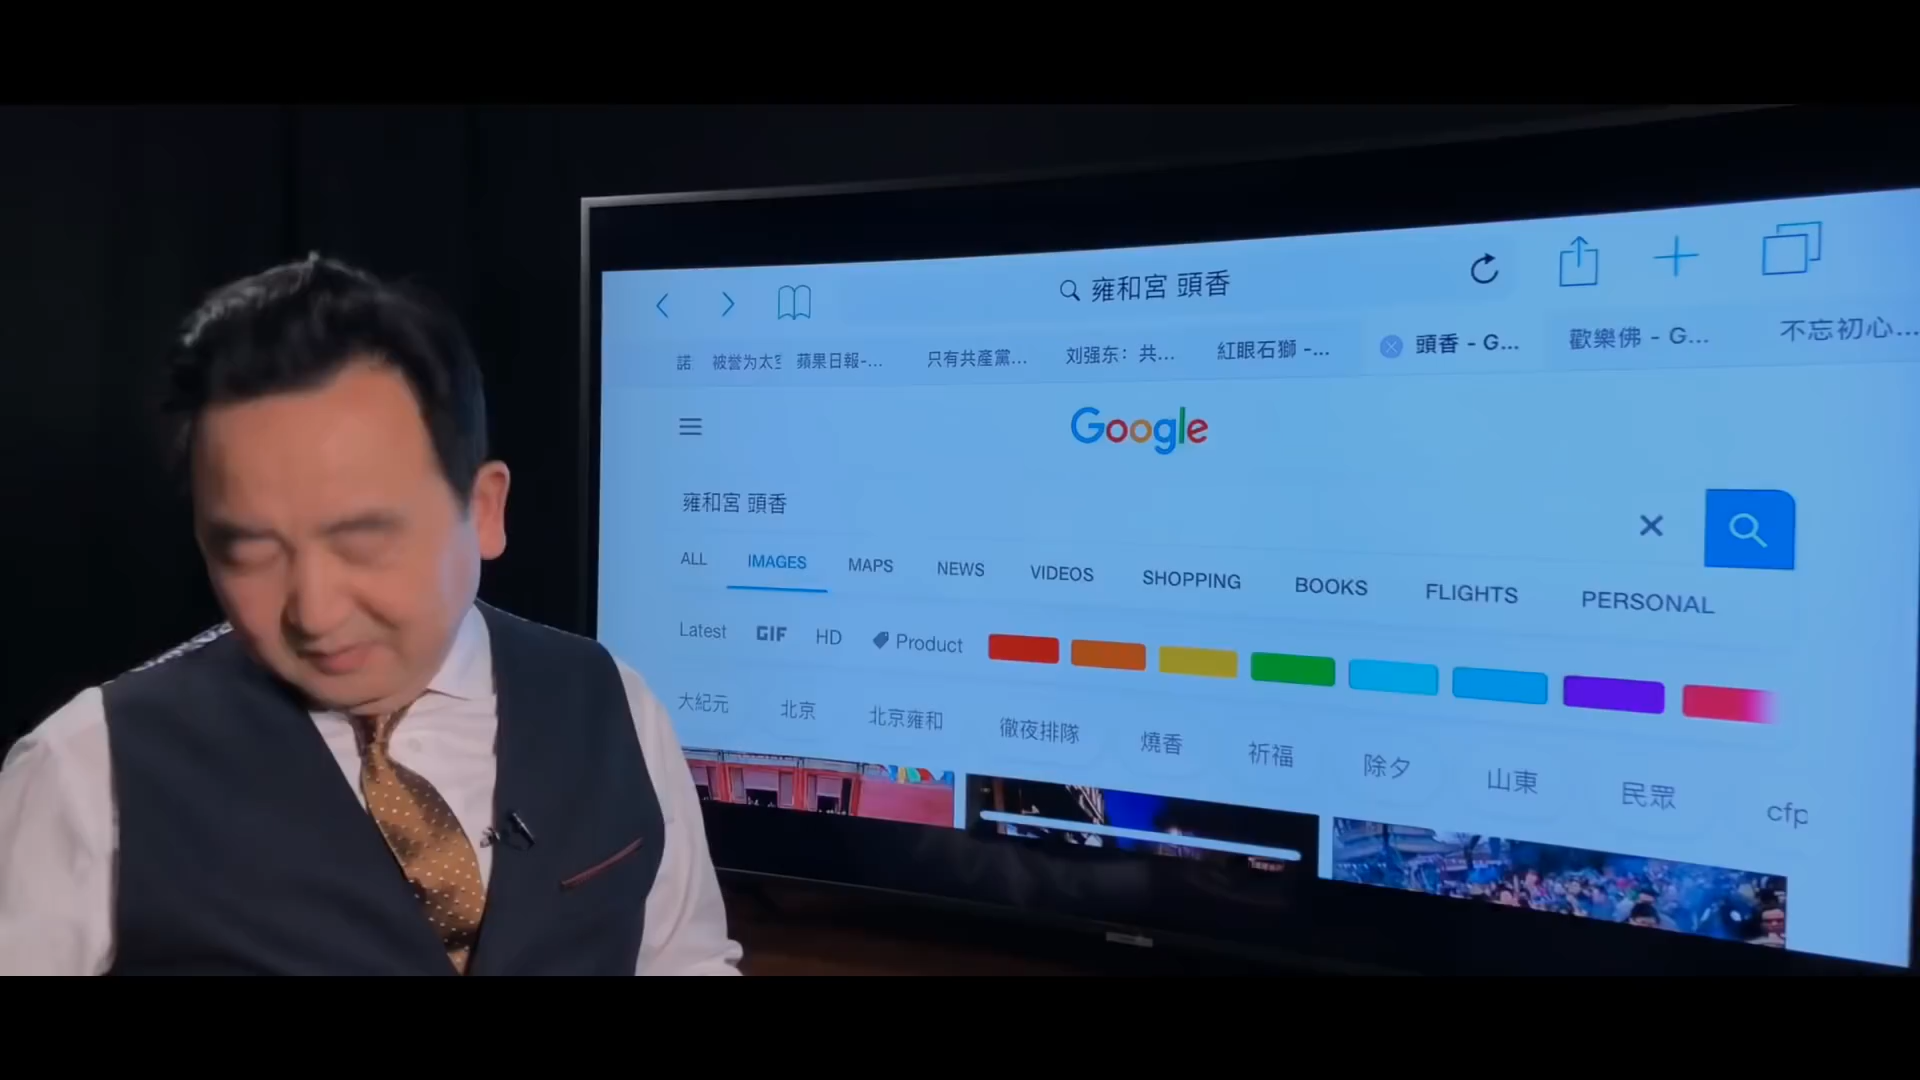 雍和宮 頭香
諾 被誉为太空 蘋果日報-... 只有共產黨... 刘强东：共... 紅眼石獅 -... 頭香 - G... 歡樂佛 - G... 不忘初心...
Google
雍和宮 頭香
ALL IMAGES MAPS NEWS VIDEOS SHOPPING BOOKS FLIGHTS PERSONAL
Latest GIF HD Product
大紀元 北京 北京雍和 徹夜排隊 燒香 祈福 除夕 山東 民眾 cfp